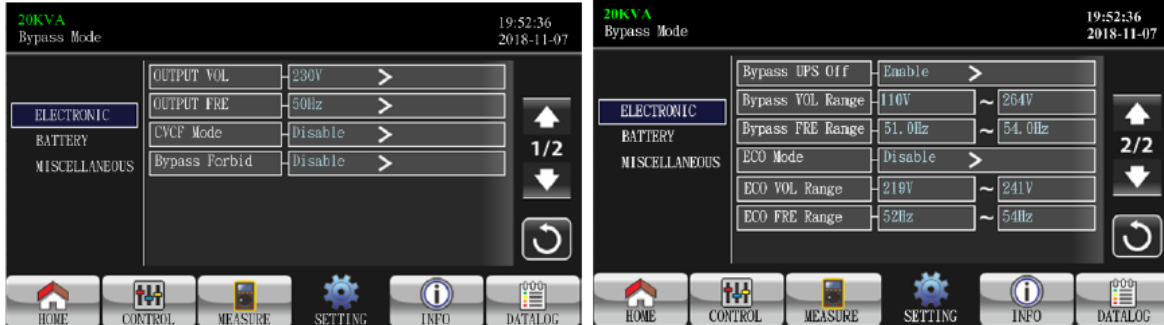 20KVA
Bypass Mode
19:52:36
2018-11-07
ELECTRONIC
BATTERY
MISCELLANEOUS
OUTPUT VOL 230V >
OUTPUT FRE 50Hz >
CVCF Mode Disable >
Bypass Forbid Disable >
1/2
HOME CONTROL MEASURE SETTING INFO DATALOG
20KVA
Bypass Mode
19:52:36
2018-11-07
ELECTRONIC
BATTERY
MISCELLANEOUS
Bypass UPS Off Enable >
Bypass VOL Range 110V ~ 264V
Bypass FRE Range 51.0Hz ~ 54.0Hz
ECO Mode Disable >
ECO VOL Range 219V ~ 241V
ECO FRE Range 52Hz ~ 54Hz
2/2
HOME CONTROL MEASURE SETTING INFO DATALOG